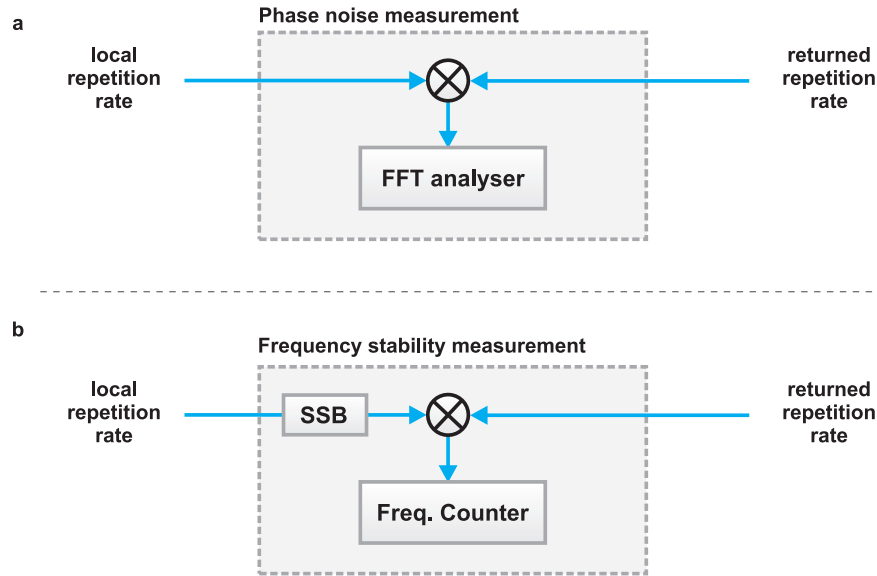 a
Phase noise measurement
local
repetition
rate
returned
repetition
rate
FFT analyser
b
Frequency stability measurement
local
repetition
rate
SSB
returned
repetition
rate
Freq. Counter